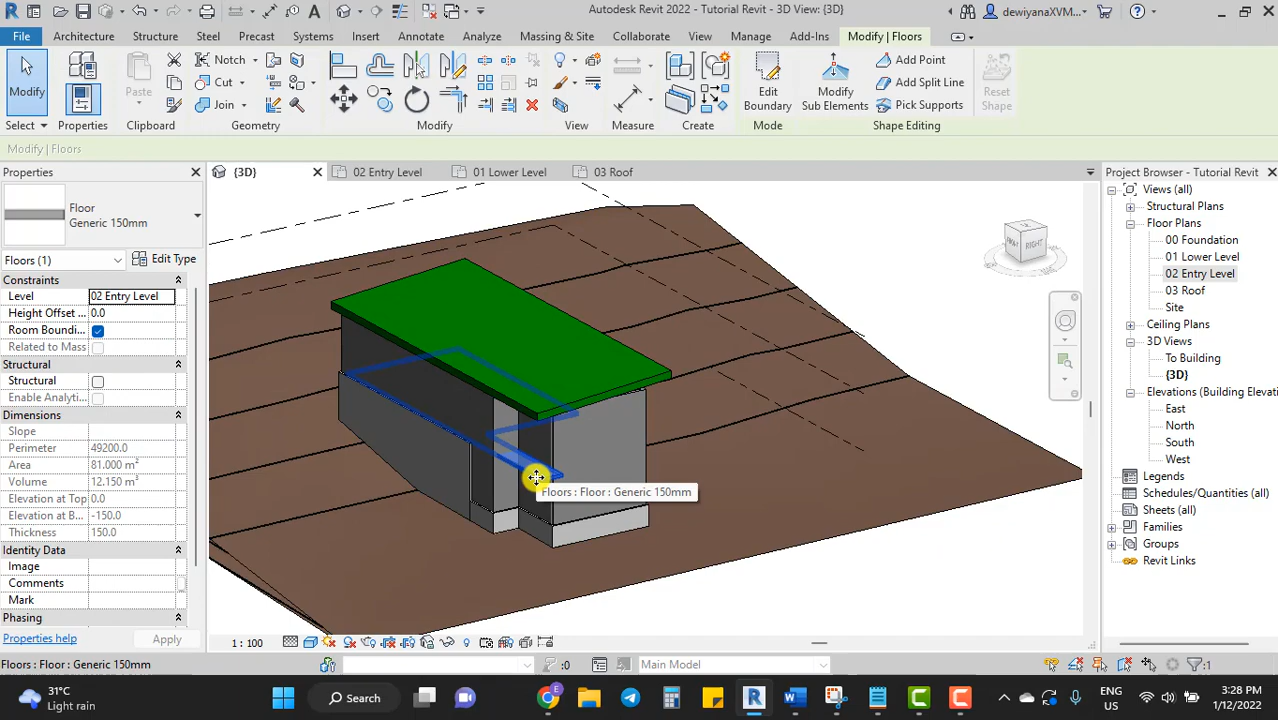 Autodesk Revit 2022 - Tutorial Revit - 3D View: {3D}
dewiyanaXVM...
File
Architecture
Structure
Steel
Precast
Systems
Insert
Annotate
Analyze
Massing & Site
Collaborate
View
Manage
Add-Ins
Modify | Floors
Modify
Paste
Notch
Cut
Join
Edit
Boundary
Modify
Sub Elements
Add Point
Add Split Line
Pick Supports
Reset
Shape
Select
Properties
Clipboard
Geometry
Modify
View
Measure
Create
Mode
Shape Editing
Modify | Floors
Properties
Floor
Generic 150mm
Floors (1)
Edit Type
Constraints
Level 02 Entry Level
Height Offset ... 0.0
Room Boundi...
Related to Mass
Structural
Structural
Enable Analyti...
Dimensions
Slope
Perimeter 49200.0
Area 81.000 m²
Volume 12.150 m³
Elevation at Top 0.0
Elevation at B... -150.0
Thickness 150.0
Identity Data
Image
Comments
Mark
Phasing
Properties help
Apply
{3D}
02 Entry Level
01 Lower Level
03 Roof
RIGHT
Floors : Floor : Generic 150mm
Project Browser - Tutorial Revit
Views (all)
Structural Plans
Floor Plans
00 Foundation
01 Lower Level
02 Entry Level
03 Roof
Site
Ceiling Plans
3D Views
To Building
{3D}
Elevations (Building Elevation
East
North
South
West
Legends
Schedules/Quantities (all)
Sheets (all)
Families
Groups
Revit Links
1 : 100
Floors : Floor : Generic 150mm
:0
Main Model
:1
31°C
Light rain
Search
ENG
US
3:28 PM
1/12/2022